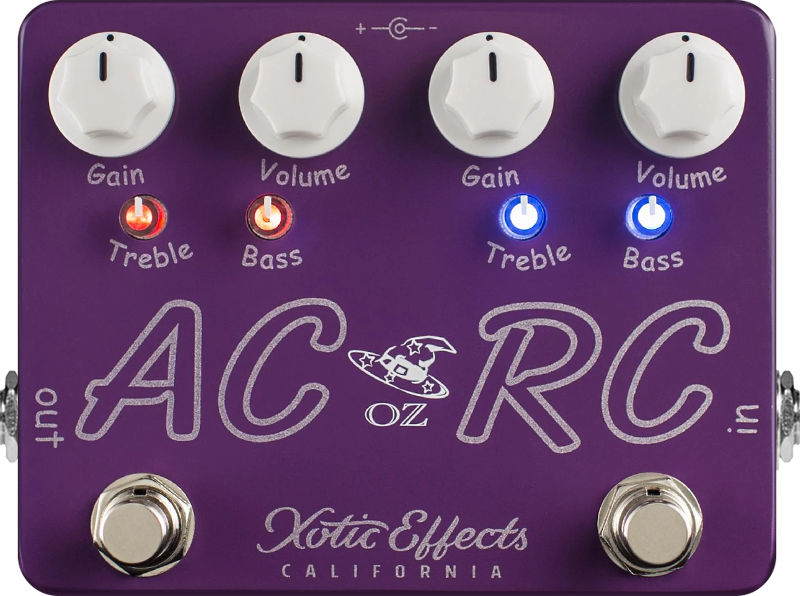 + -
Gain Volume Gain Volume
Treble Bass Treble Bass
AC RC
OZ
out in
Xotic Effects
CALIFORNIA